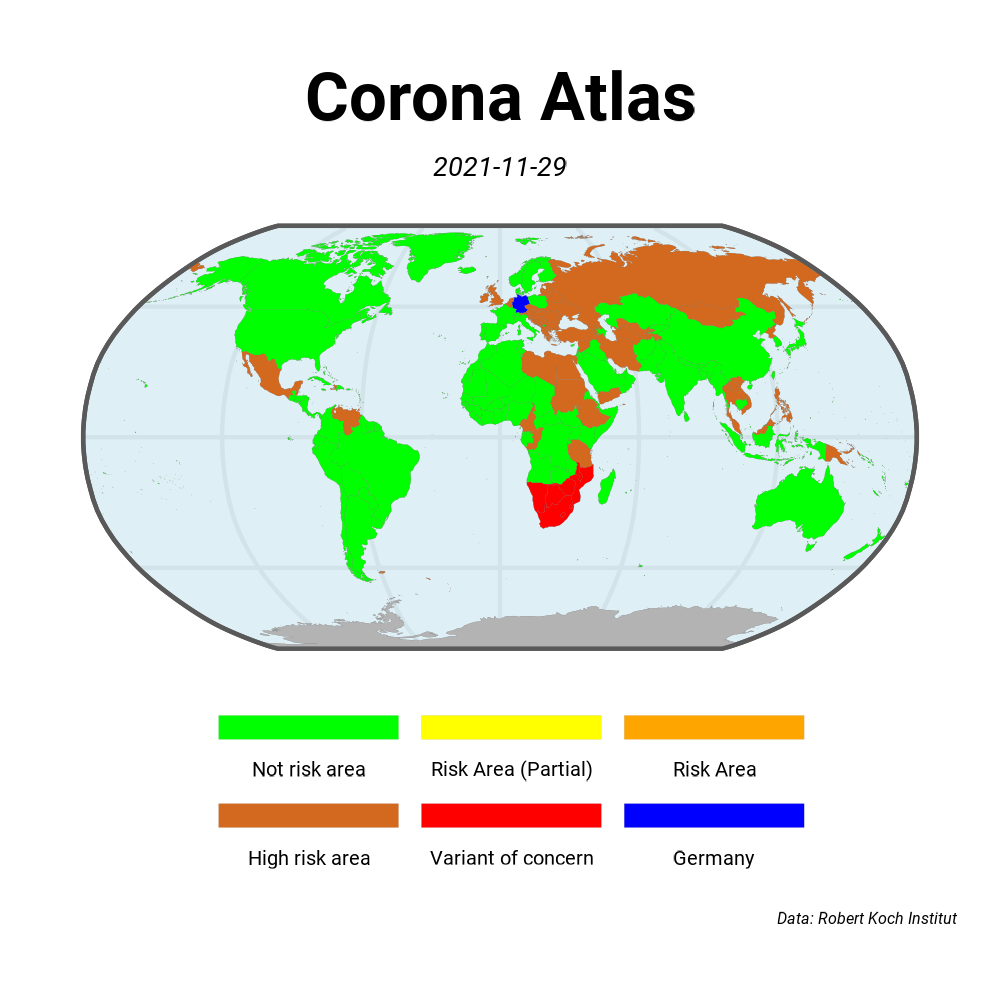 Corona Atlas
2021-11-29
Not risk area
Risk Area (Partial)
Risk Area
High risk area
Variant of concern
Germany
Data: Robert Koch Institut